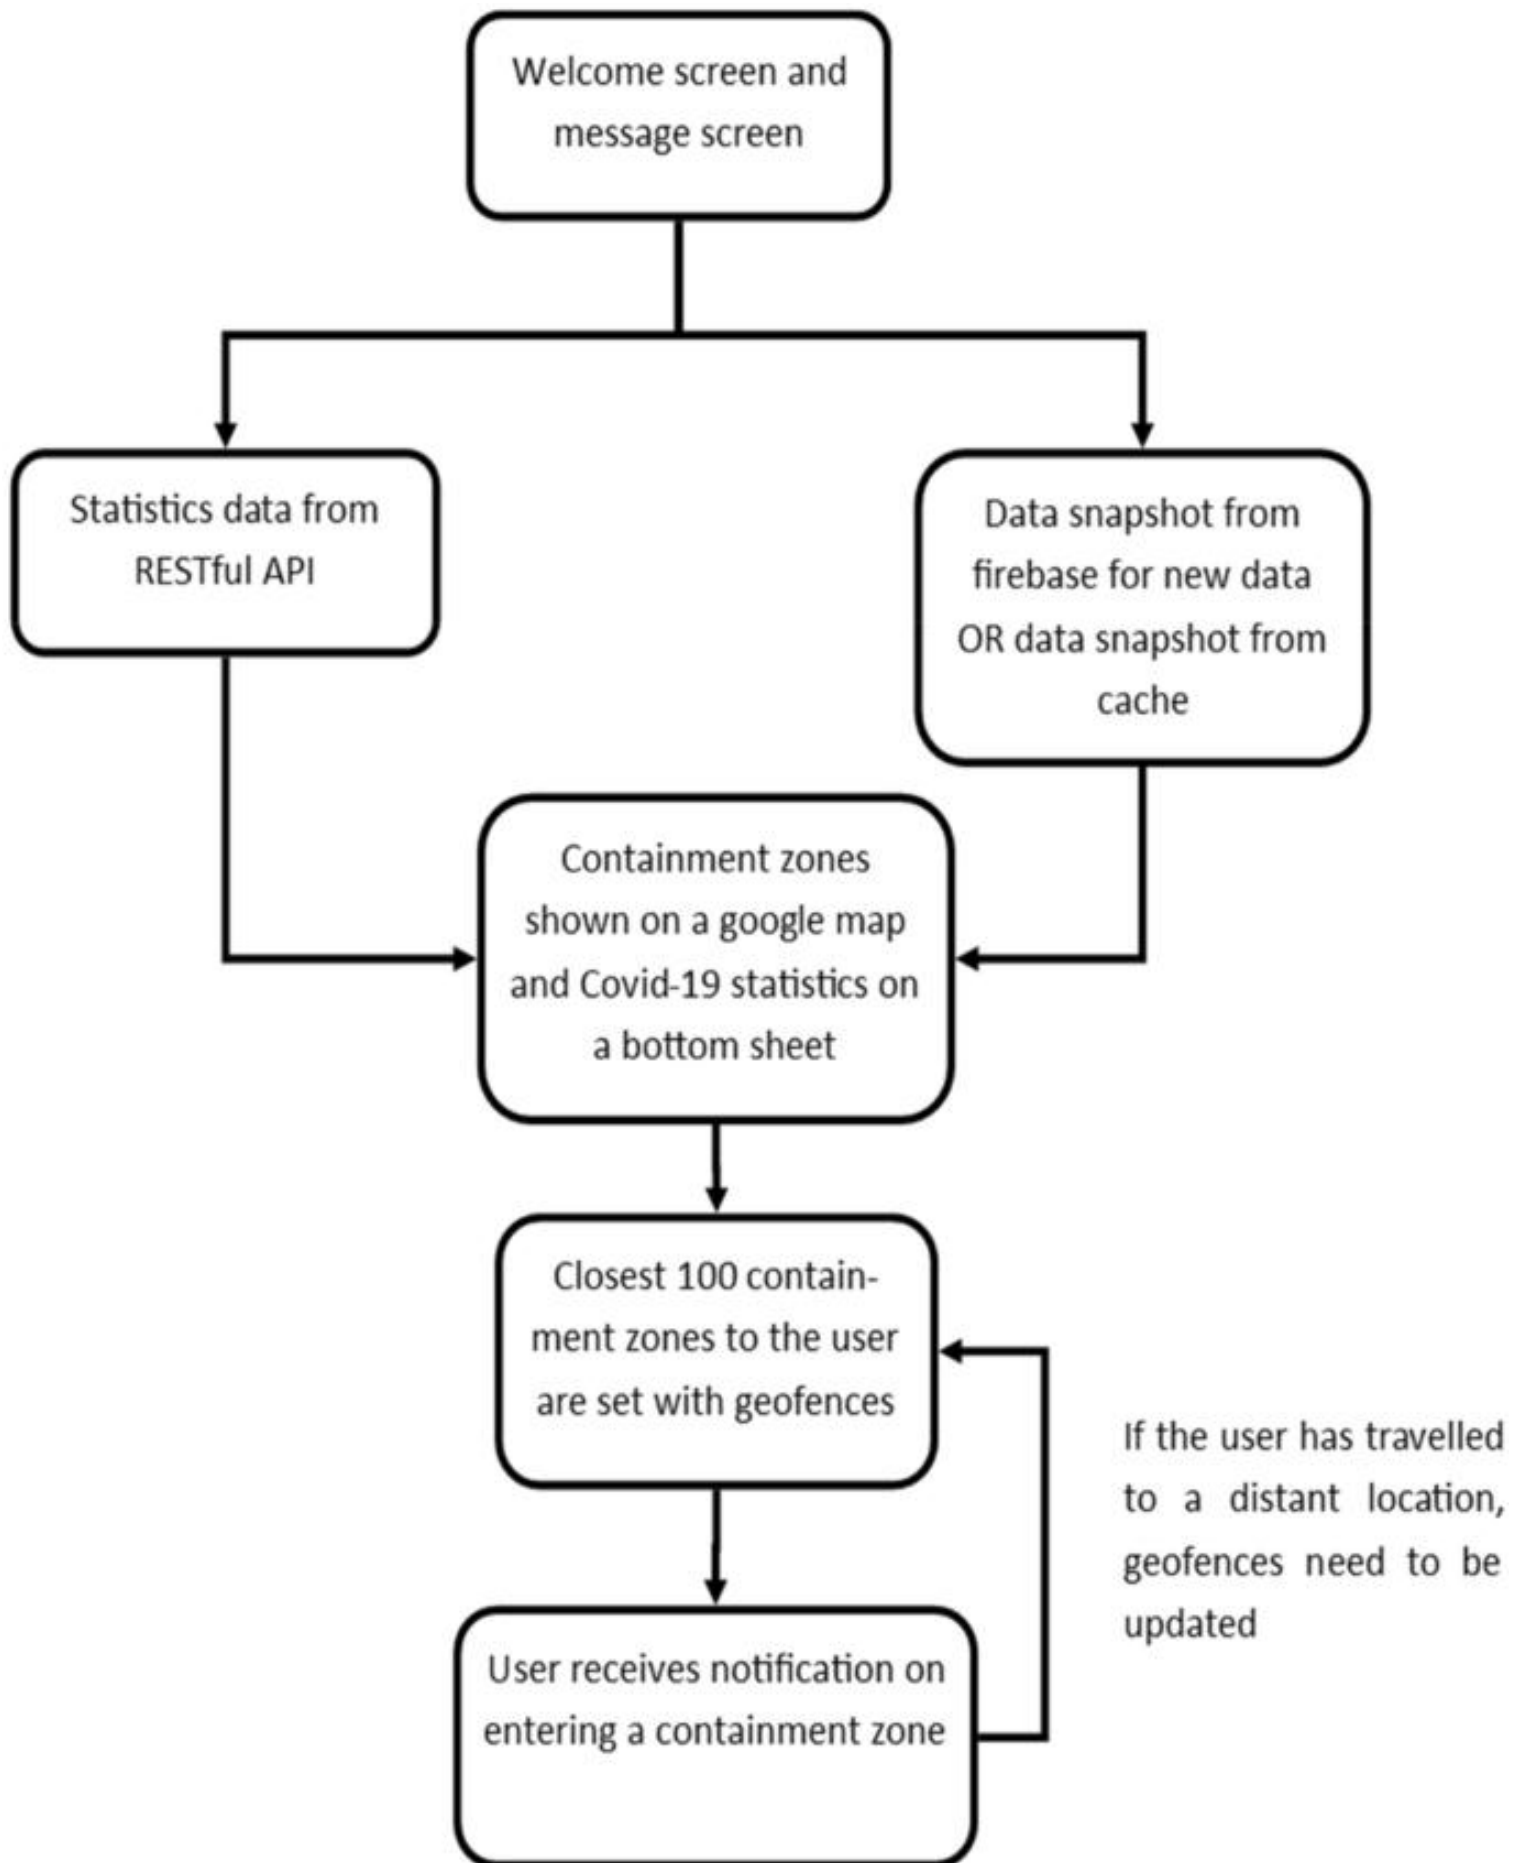 Welcome screen and
message screen
Statistics data from
RESTful API
Data snapshot from
firebase for new data
OR data snapshot from
cache
Containment zones
shown on a google map
and Covid-19 statistics on
a bottom sheet
Closest 100 contain-
ment zones to the user
are set with geofences
If the user has travelled
to a distant location,
geofences need to be
updated
User receives notification on
entering a containment zone